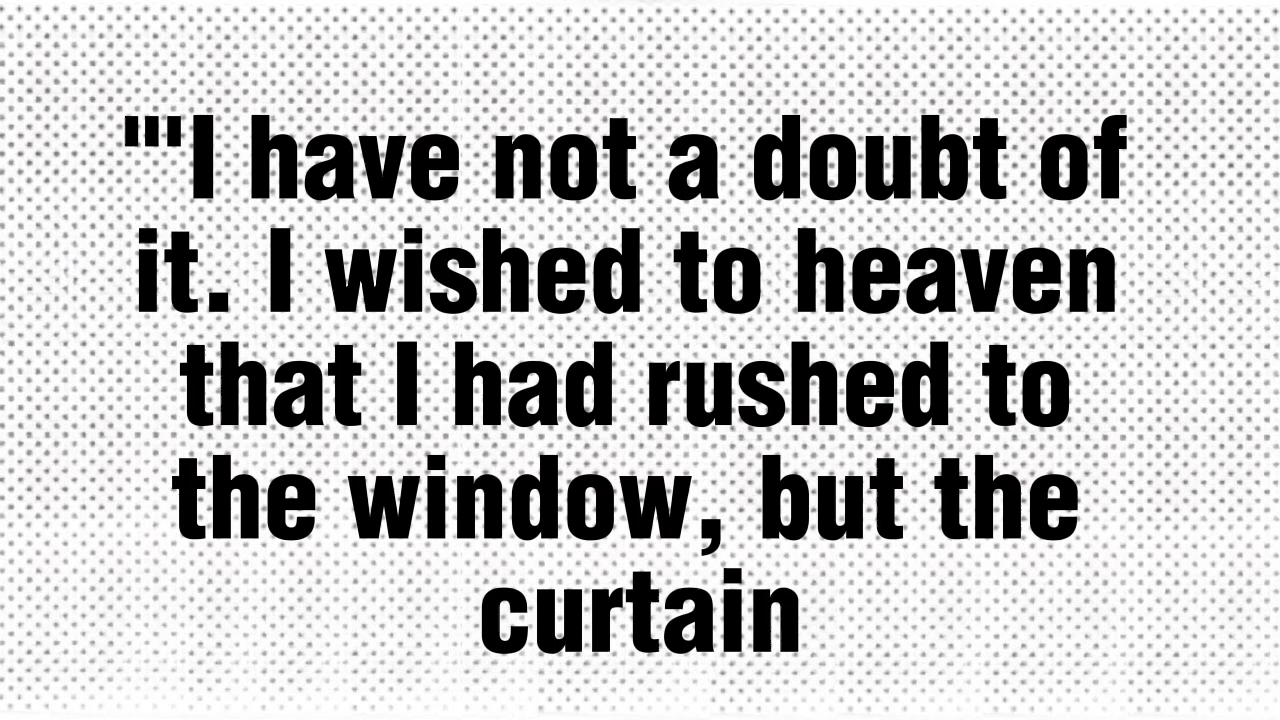 "'I have not a doubt of
it. I wished to heaven
that I had rushed to
the window, but the
curtain